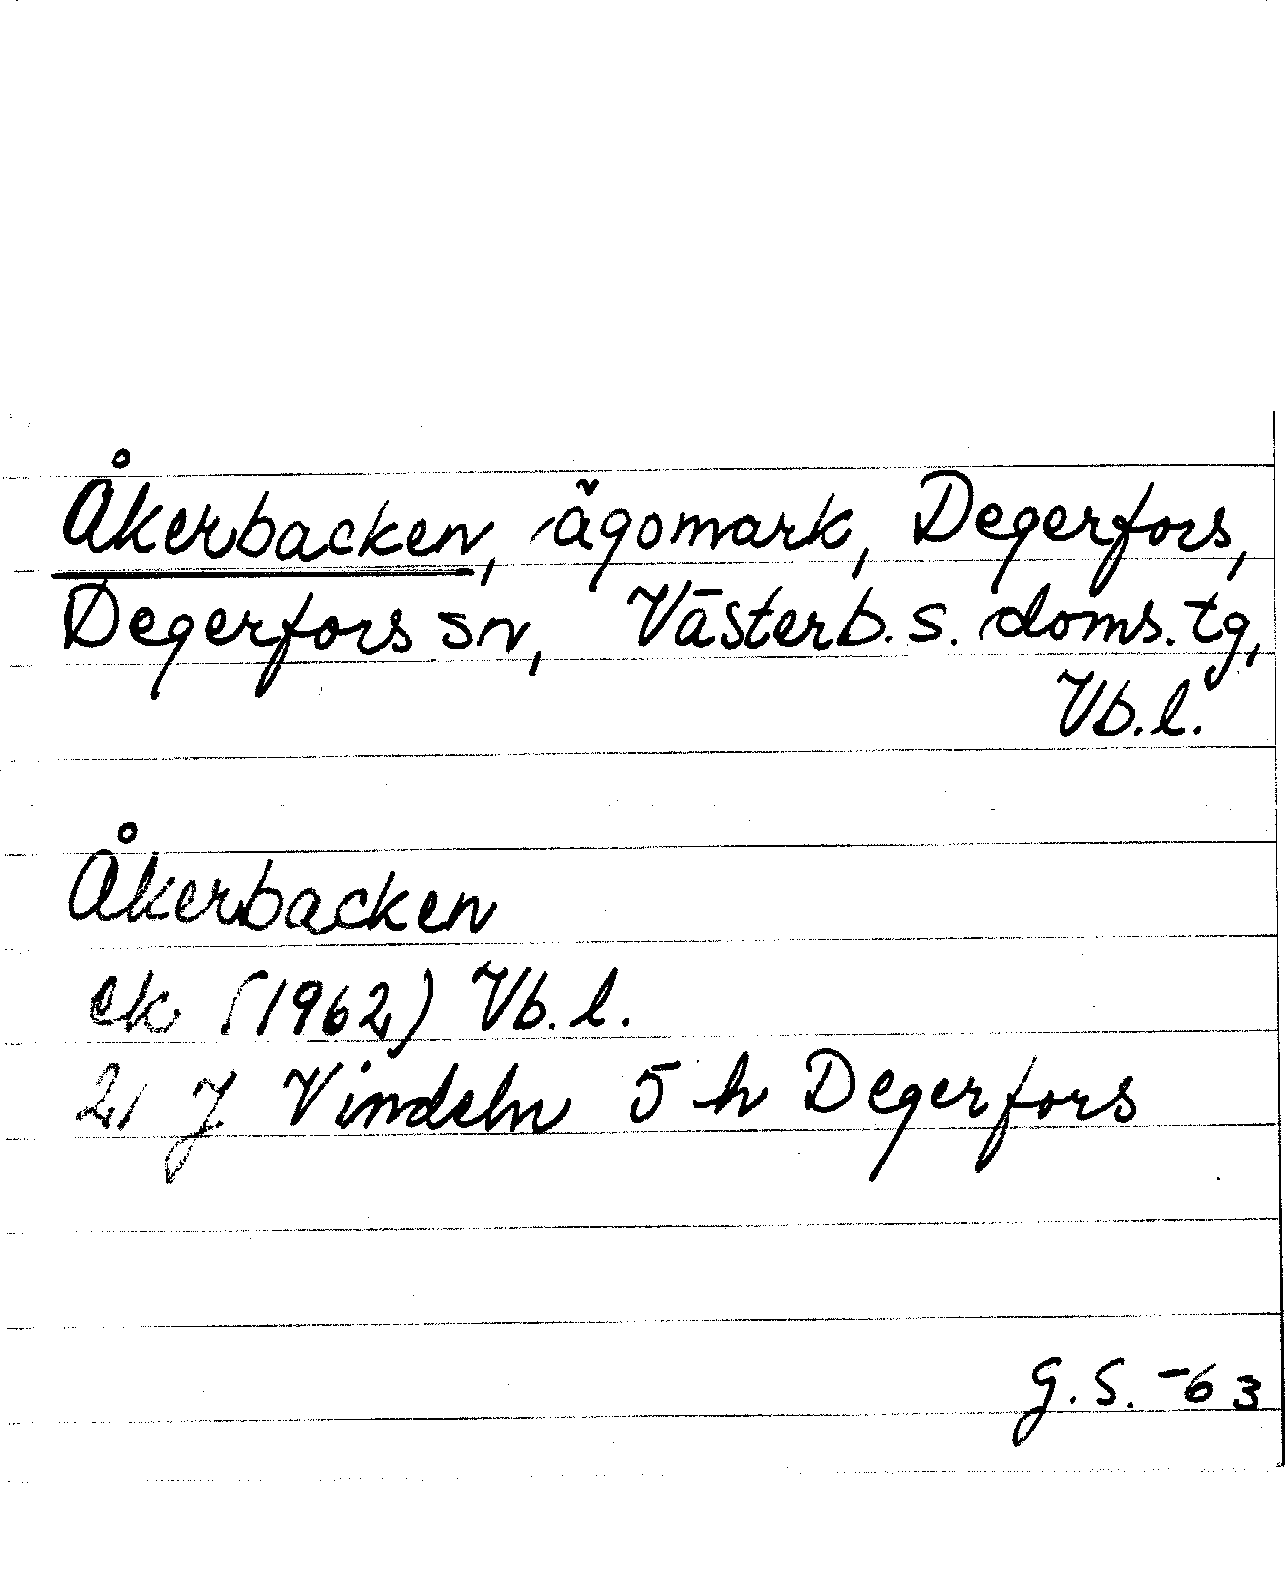 Åkerbacken, ägomark, Degerfors,
Degerfors sn, Västerb. s. doms. tg,
Vb. l.
Åkerbacken
ek (1962) Vb. l.
21 J Vindeln 5 h Degerfors
G. S. -63